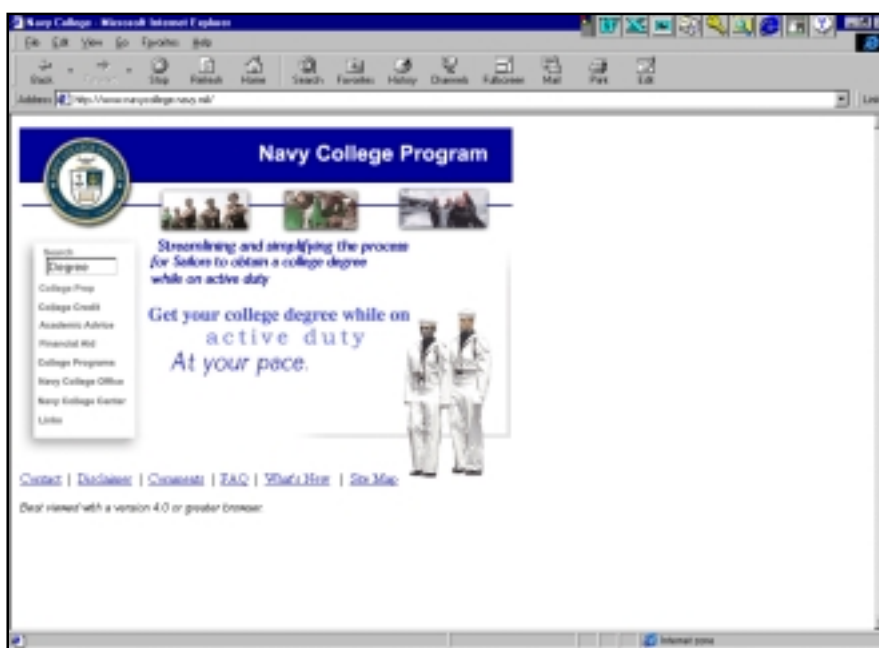 Navy College - Microsoft Internet Explorer
File Edit View Go Favorites Help
Back Stop Refresh Home Search Favorites History Channels Fullscreen Mail Print Edit
Address http://www.navycollege.navy.mil/
Navy College Program
Streamlining and simplifying the process
for Sailors to obtain a college degree
while on active duty
Search
Degree
College Prep
College Credit
Academic Advice
Financial Aid
College Programs
Navy College Office
Navy College Center
Links
Get your college degree while on
active duty
At your pace.
Contact | Disclaimer | Comments | FAQ | What's New | Site Map
Best viewed with a version 4.0 or greater browser.
Internet zone